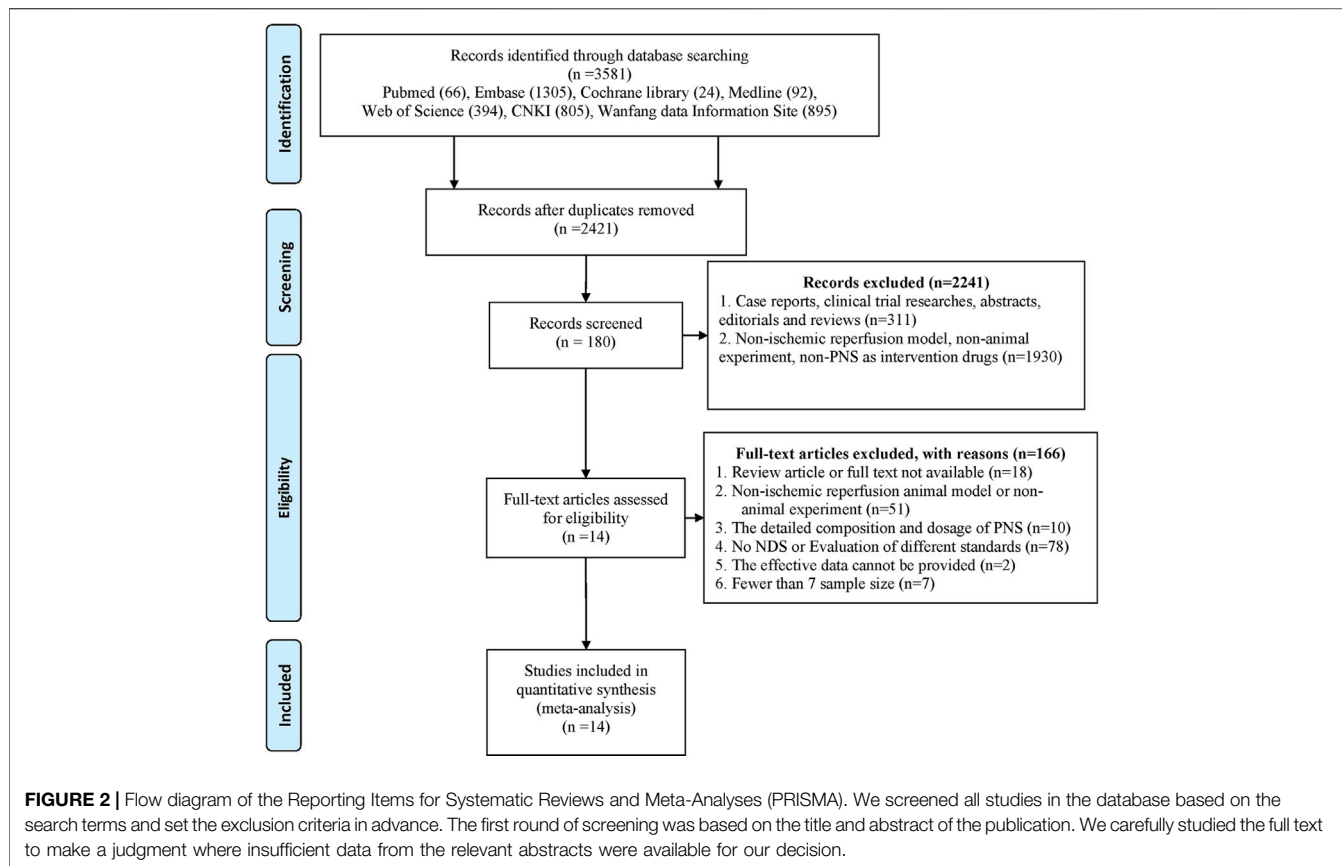 Identification
Records identified through database searching
(n =3581)
Pubmed (66), Embase (1305), Cochrane library (24), Medline (92),
Web of Science (394), CNKI (805), Wanfang data Information Site (895)
Screening
Records after duplicates removed
(n =2421)
Records screened
(n = 180)
Records excluded (n=2241)
1. Case reports, clinical trial researches, abstracts,
editorials and reviews (n=311)
2. Non-ischemic reperfusion model, non-animal
experiment, non-PNS as intervention drugs (n=1930)
Eligibility
Full-text articles assessed
for eligibility
(n =14)
Full-text articles excluded, with reasons (n=166)
1. Review article or full text not available (n=18)
2. Non-ischemic reperfusion animal model or non-
animal experiment (n=51)
3. The detailed composition and dosage of PNS (n=10)
4. No NDS or Evaluation of different standards (n=78)
5. The effective data cannot be provided (n=2)
6. Fewer than 7 sample size (n=7)
Included
Studies included in
quantitative synthesis
(meta-analysis)
(n =14)
FIGURE 2 | Flow diagram of the Reporting Items for Systematic Reviews and Meta-Analyses (PRISMA). We screened all studies in the database based on the
search terms and set the exclusion criteria in advance. The first round of screening was based on the title and abstract of the publication. We carefully studied the full text
to make a judgment where insufficient data from the relevant abstracts were available for our decision.